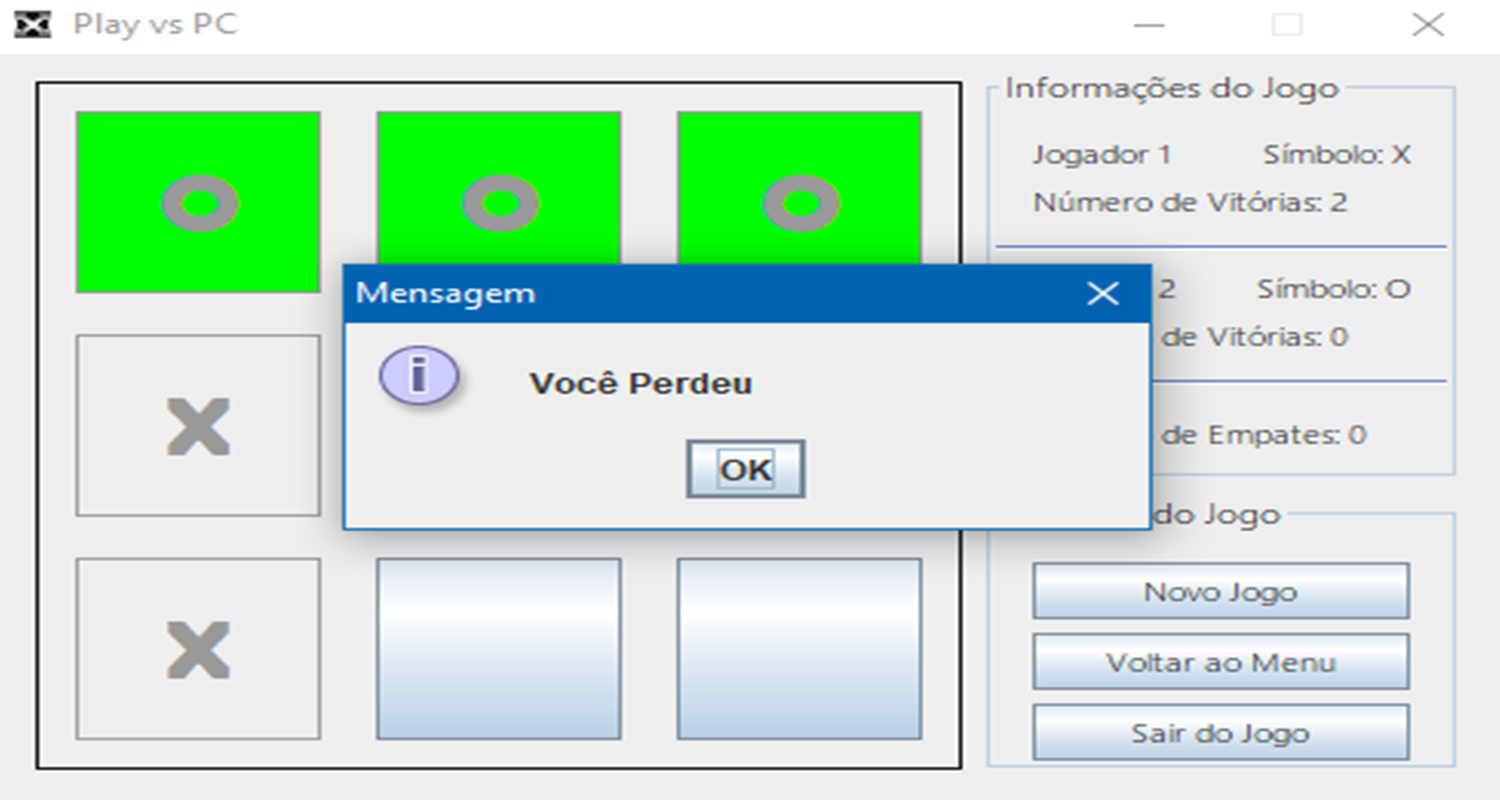 Play vs PC
Informações do Jogo
Jogador 1 Símbolo: X
Número de Vitórias: 2
2 Símbolo: O
de Vitórias: 0
de Empates: 0
do Jogo
Novo Jogo
Voltar ao Menu
Sair do Jogo
O O O
X
X
Mensagem
Você Perdeu
OK